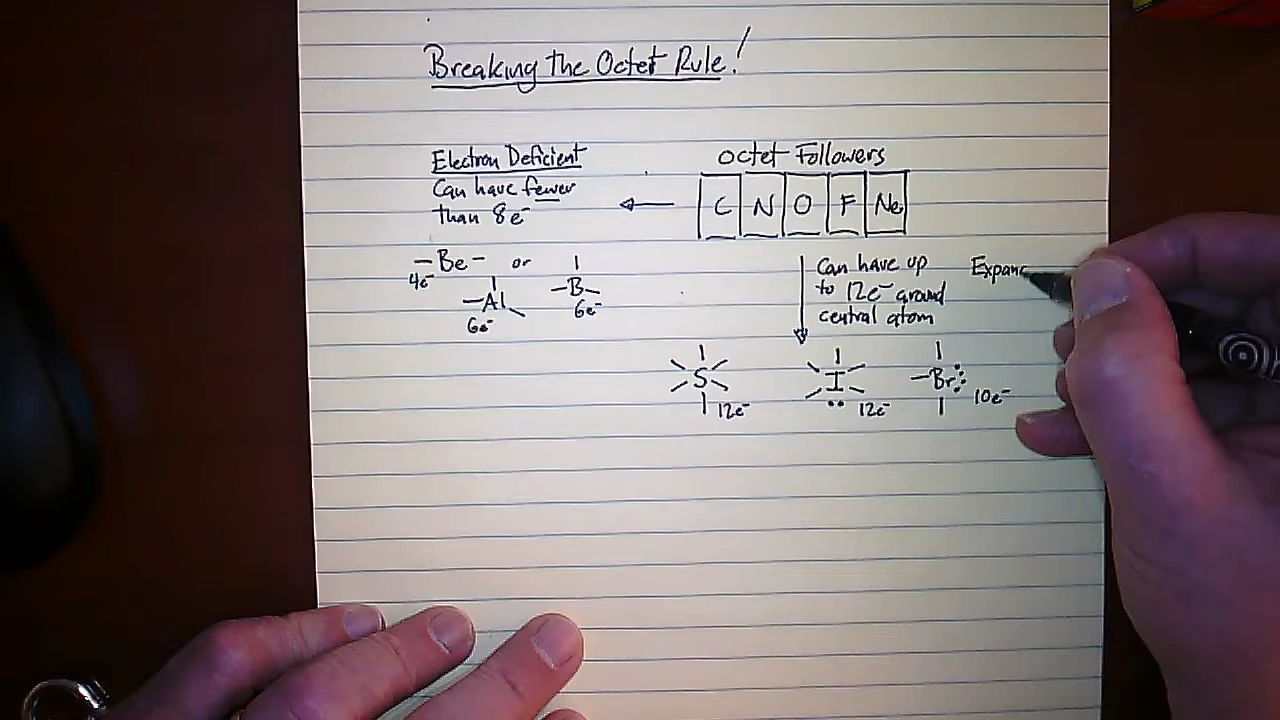 Breaking the Octet Rule!
Electron Deficient
Can have fewer
than 8e⁻
–Be– or
4e⁻
B
6e⁻
Al
6e⁻
Octet Followers
C N O F Ne
Can have up
to 12e⁻ around
central atom
Expand
S
12e⁻
I
12e⁻
Br
10e⁻